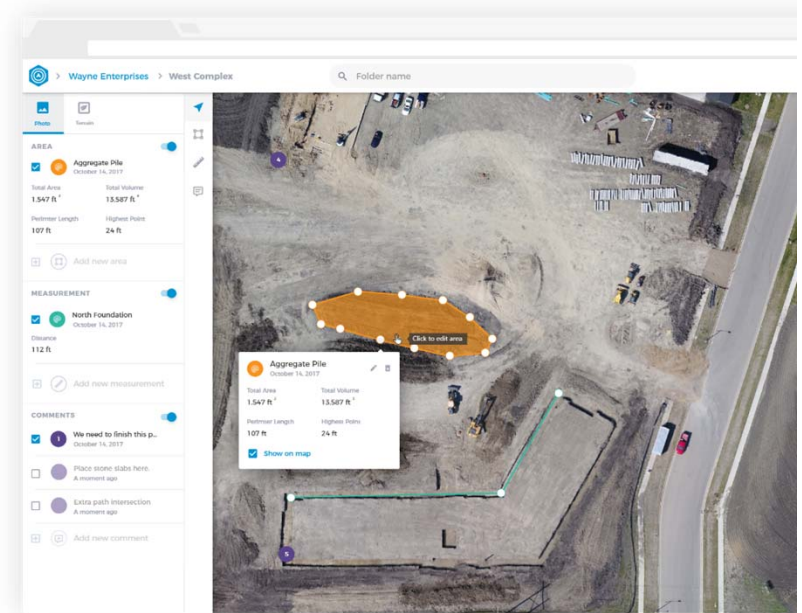 Wayne Enterprises > West Complex
Folder name
Photo
Terrain
AREA
Aggregate Pile
October 14, 2017
Total Area
Total Volume
1.547 ft
13.587 ft
Perimiter Length
Highest Point
107 ft
24 ft
Add new area
MEASUREMENT
North Foundation
October 14, 2017
Distance
112 ft
Add new measurement
COMMENTS
1
We need to finish this p...
October 14, 2017
Place stone slabs here.
A moment ago
Extra path intersection
A moment ago
Add new comment
4
Click to edit area
Aggregate Pile
October 14, 2017
Total Area
Total Volume
1.547 ft
13.587 ft
Perimiter Length
Highest Point
107 ft
24 ft
Show on map
5